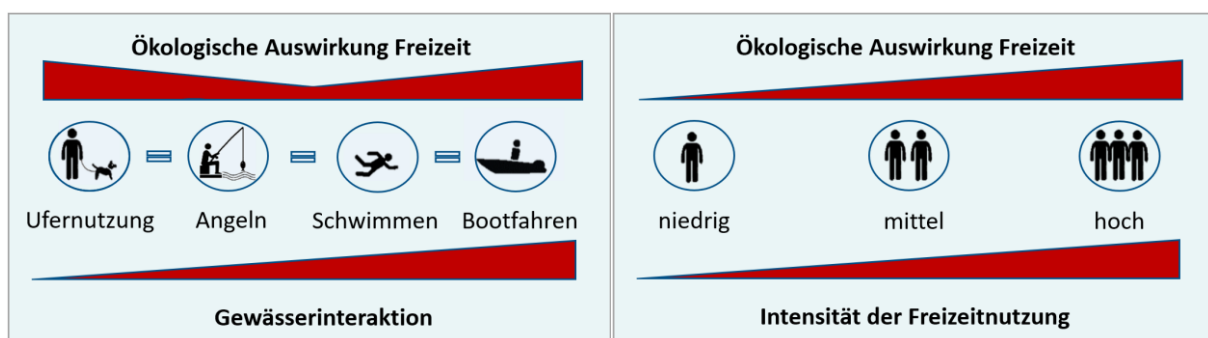 Ökologische Auswirkung Freizeit
Ufernutzung = Angeln = Schwimmen = Bootfahren
Gewässerinteraktion
Ökologische Auswirkung Freizeit
niedrig mittel hoch
Intensität der Freizeitnutzung